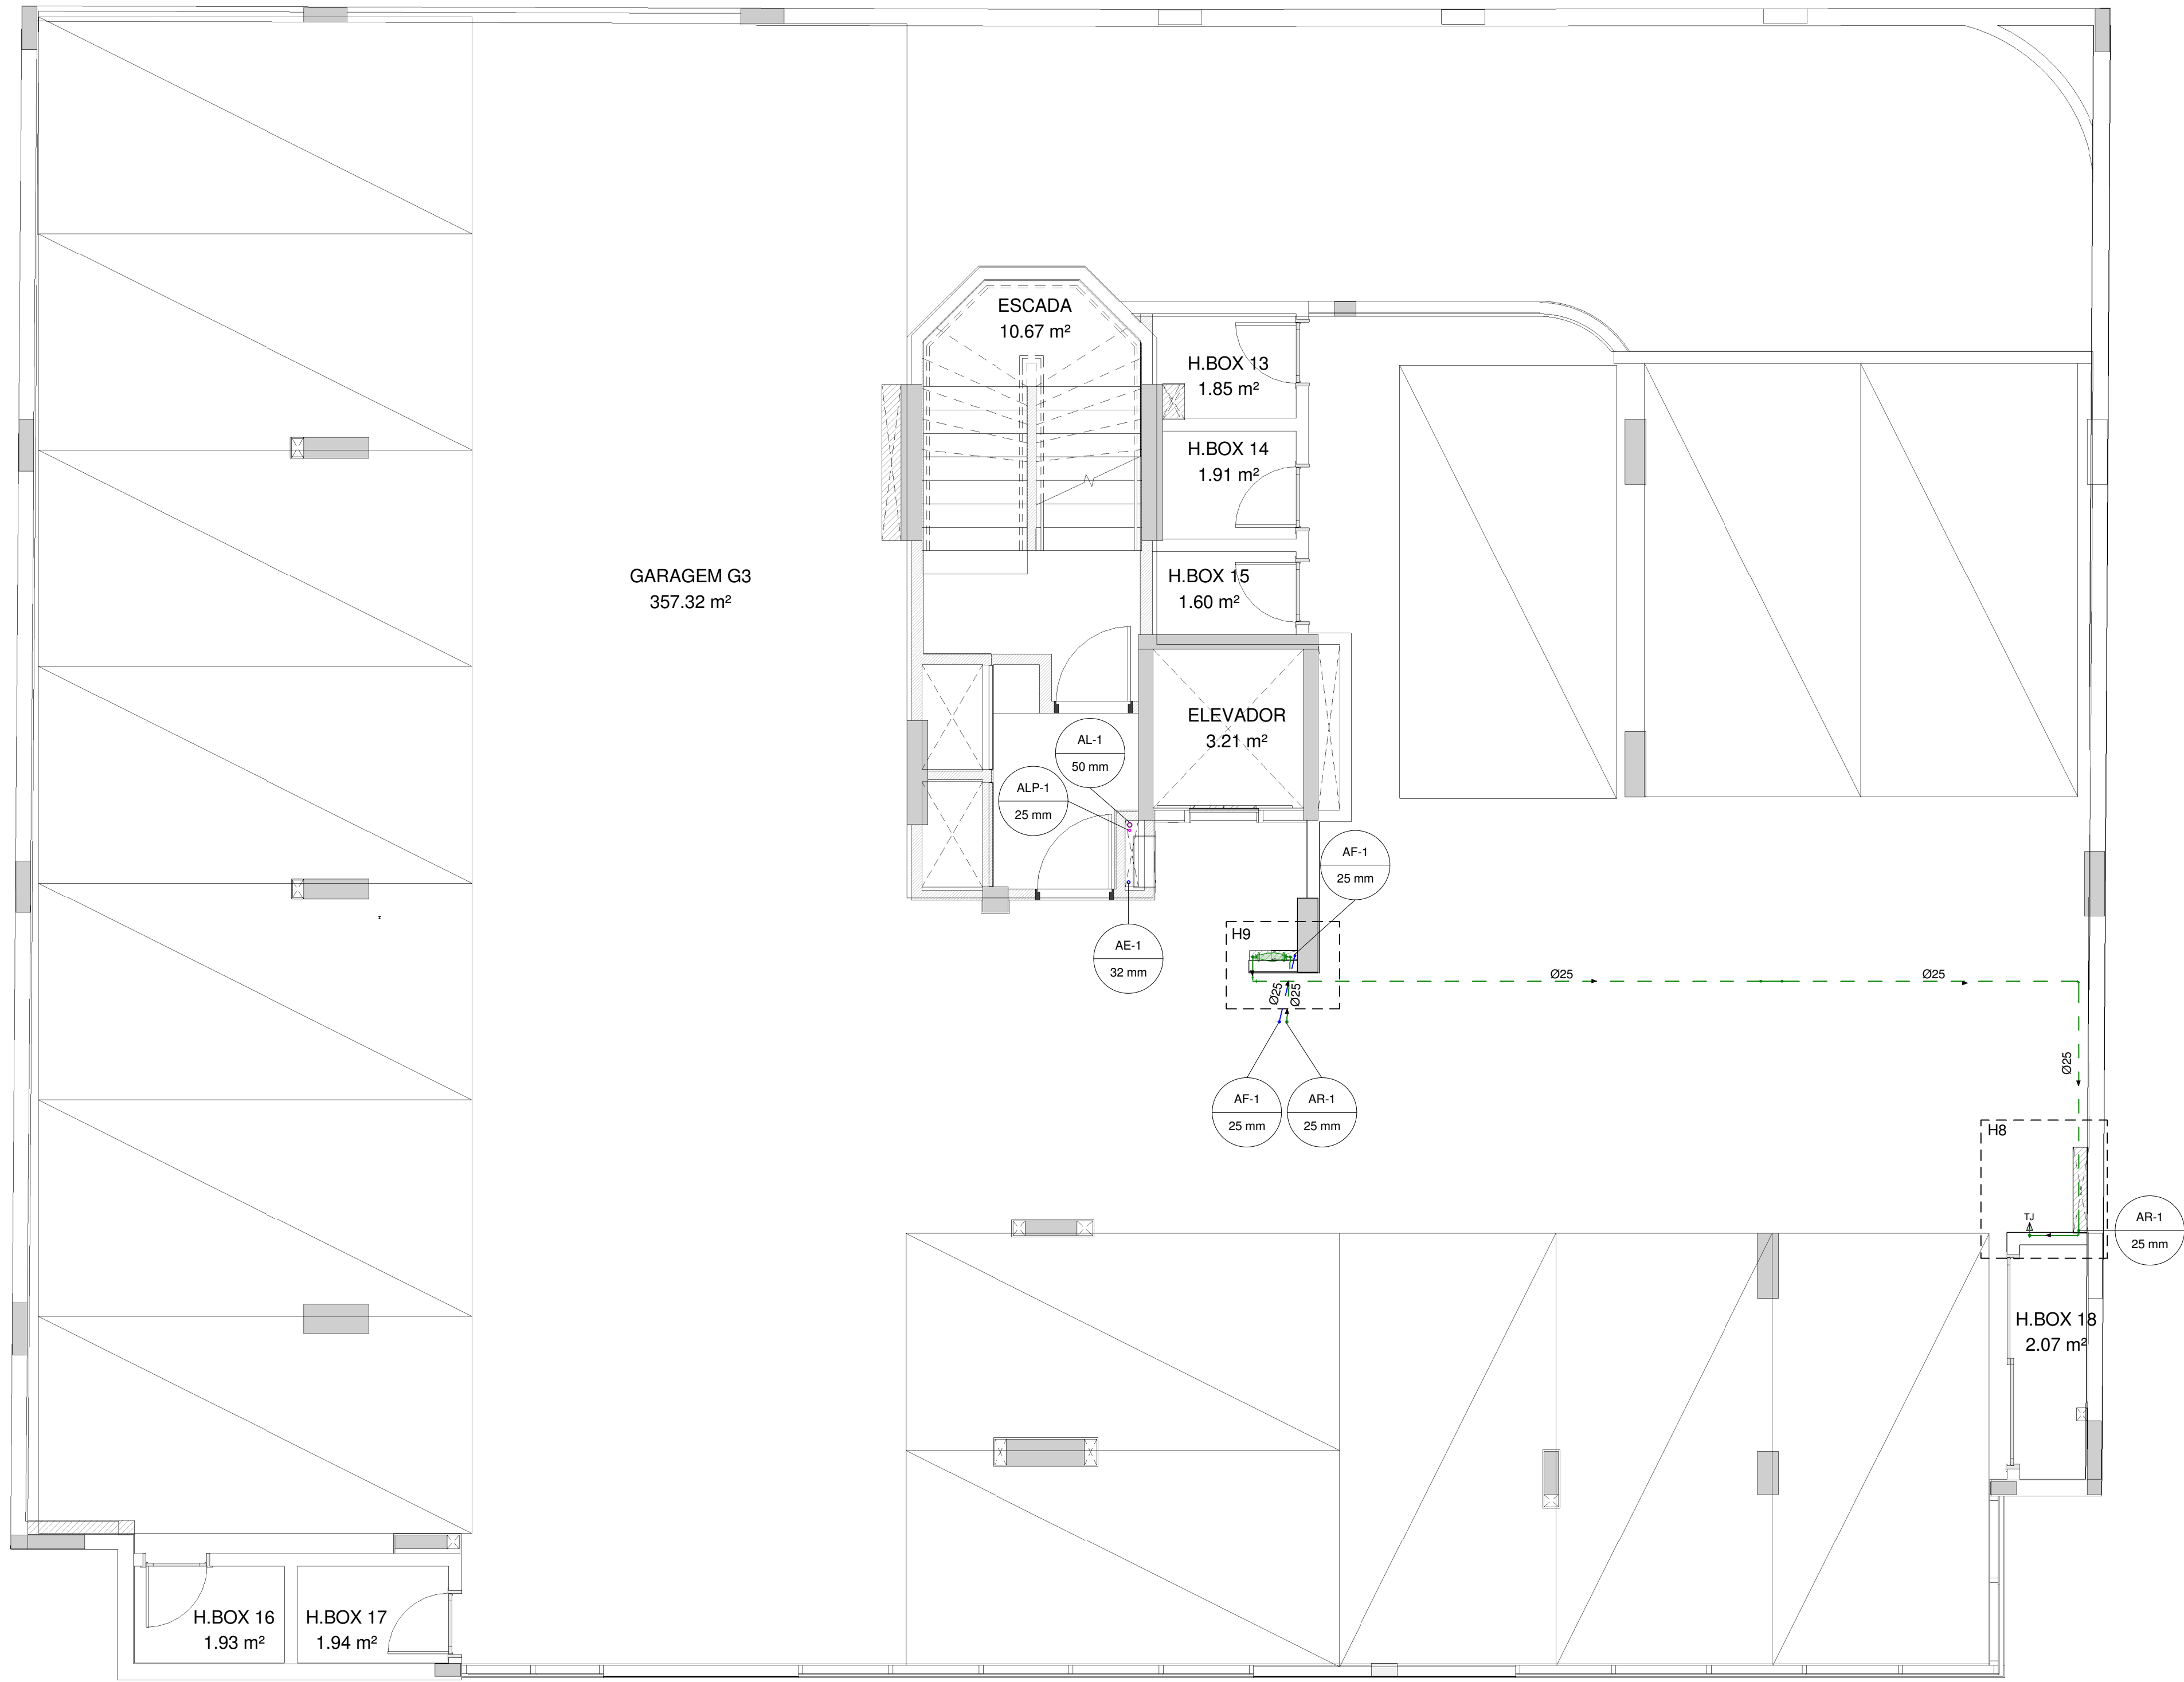 ESCADA
10.67 m²
H.BOX 13
1.85 m²
H.BOX 14
1.91 m²
GARAGEM G3
357.32 m²
H.BOX 15
1.60 m²
ELEVADOR
3.21 m²
AL-1
50 mm
ALP-1
25 mm
AF-1
25 mm
AE-1
32 mm
H9
Ø25
Ø25
Ø25
Ø25
Ø25
AF-1
25 mm
AR-1
25 mm
H8
TJ
AR-1
25 mm
H.BOX 18
2.07 m²
H.BOX 16
1.93 m²
H.BOX 17
1.94 m²